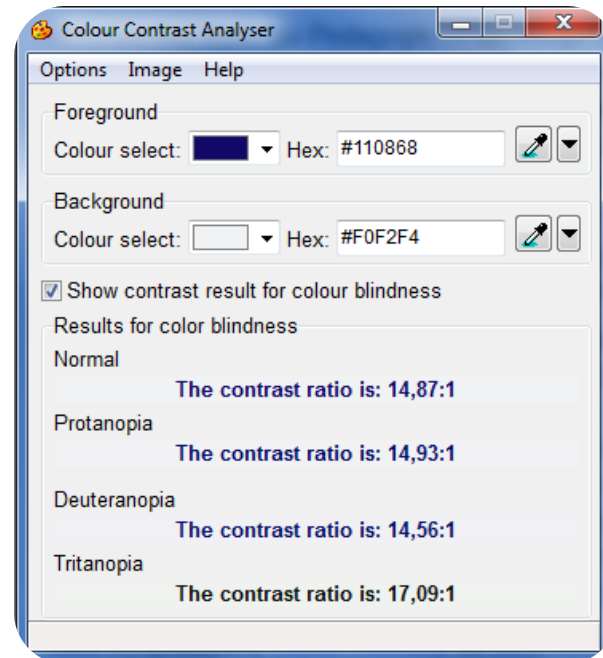 Colour Contrast Analyser
Options Image Help
Foreground
Colour select: Hex: #110868
Background
Colour select: Hex: #F0F2F4
Show contrast result for colour blindness
Results for color blindness
Normal
The contrast ratio is: 14,87:1
Protanopia
The contrast ratio is: 14,93:1
Deuteranopia
The contrast ratio is: 14,56:1
Tritanopia
The contrast ratio is: 17,09:1